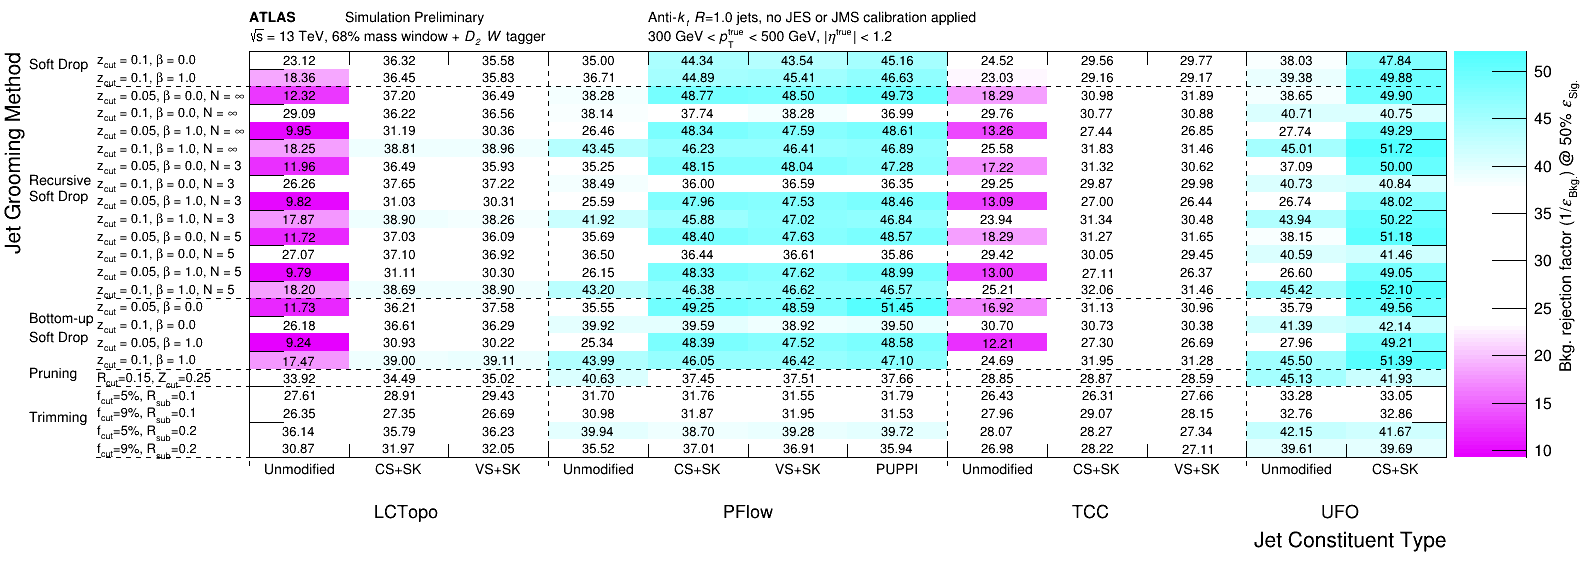 ATLAS Simulation Preliminary
√s = 13 TeV, 68% mass window + D2 W tagger
Anti-kt R=1.0 jets, no JES or JMS calibration applied
300 GeV < pTtrue < 500 GeV, |ηtrue| < 1.2
Jet Grooming Method
Soft Drop
zcut = 0.1, β = 0.0 23.12 36.32 35.58 35.00 44.34 43.54 45.16 24.52 29.56 29.77 38.03 47.84
zcut = 0.1, β = 1.0 18.36 36.45 35.83 36.71 44.89 45.41 46.63 23.03 29.16 29.17 39.38 49.88
Recursive
Soft Drop
zcut = 0.05, β = 0.0, N = ∞ 12.32 37.20 36.49 38.28 48.77 48.50 49.73 18.29 30.98 31.89 38.65 49.90
zcut = 0.1, β = 0.0, N = ∞ 29.09 36.22 36.56 38.14 37.74 38.28 36.99 29.76 30.77 30.88 40.71 40.75
zcut = 0.05, β = 1.0, N = ∞ 9.95 31.19 30.36 26.46 48.34 47.59 48.61 13.26 27.44 26.85 27.74 49.29
zcut = 0.1, β = 1.0, N = ∞ 18.25 38.81 38.96 43.45 46.23 46.41 46.89 25.58 31.83 31.46 45.01 51.72
zcut = 0.05, β = 0.0, N = 3 11.96 36.49 35.93 35.25 48.15 48.04 47.28 17.22 31.32 30.62 37.09 50.00
zcut = 0.1, β = 0.0, N = 3 26.26 37.65 37.22 38.49 36.00 36.59 36.35 29.25 29.87 29.98 40.73 40.84
zcut = 0.05, β = 1.0, N = 3 9.82 31.03 30.31 25.59 47.96 47.53 48.46 13.09 27.00 26.44 26.74 48.02
zcut = 0.1, β = 1.0, N = 3 17.87 38.90 38.26 41.92 45.88 47.02 46.84 23.94 31.34 30.48 43.94 50.22
zcut = 0.05, β = 0.0, N = 5 11.72 37.03 36.09 35.69 48.40 47.63 48.57 18.29 31.27 31.65 38.15 51.18
zcut = 0.1, β = 0.0, N = 5 27.07 37.10 36.92 36.50 36.44 36.61 35.86 29.42 30.05 29.45 40.59 41.46
zcut = 0.05, β = 1.0, N = 5 9.79 31.11 30.30 26.15 48.33 47.62 48.99 13.00 27.11 26.37 26.60 49.05
zcut = 0.1, β = 1.0, N = 5 18.20 38.69 38.90 43.20 46.38 46.62 46.57 25.21 32.06 31.46 45.42 52.10
Bottom-up
Soft Drop
zcut = 0.05, β = 0.0 11.73 36.21 37.58 35.55 49.25 48.59 51.45 16.92 31.13 30.96 35.79 49.56
zcut = 0.1, β = 0.0 26.18 36.61 36.29 39.92 39.59 38.92 39.50 30.70 30.73 30.38 41.39 42.14
zcut = 0.05, β = 1.0 9.24 30.93 30.22 25.34 48.39 47.52 48.58 12.21 27.30 26.69 27.96 49.21
zcut = 0.1, β = 1.0 17.47 39.00 39.11 43.99 46.05 46.42 47.10 24.69 31.95 31.28 45.50 51.39
Pruning
Rcut=0.15, Zcut=0.25 33.92 34.49 35.02 40.63 37.45 37.51 37.66 28.85 28.87 28.59 45.13 41.93
Trimming
fcut=5%, Rsub=0.1 27.61 28.91 29.43 31.70 31.76 31.55 31.79 26.43 26.31 27.66 33.28 33.05
fcut=9%, Rsub=0.1 26.35 27.35 26.69 30.98 31.87 31.95 31.53 27.96 29.07 28.15 32.76 32.86
fcut=5%, Rsub=0.2 36.14 35.79 36.23 39.94 38.70 39.28 39.72 28.07 28.27 27.34 42.15 41.67
fcut=9%, Rsub=0.2 30.87 31.97 32.05 35.52 37.01 36.91 35.94 26.98 28.22 27.11 39.61 39.69
Unmodified CS+SK VS+SK Unmodified CS+SK VS+SK PUPPI Unmodified CS+SK VS+SK Unmodified CS+SK
LCTopo PFlow TCC UFO
Jet Constituent Type
50
45
40
35
30
25
20
15
10
Bkg. rejection factor (1/εBkg.) @ 50% εSig.